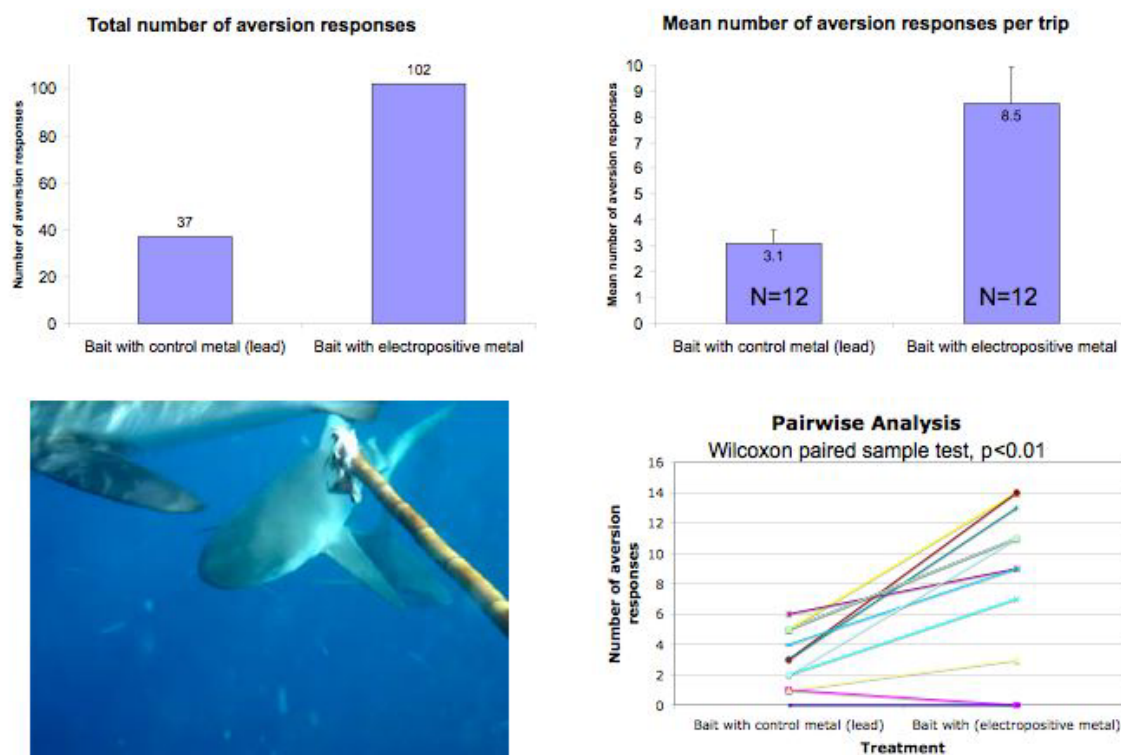 Total number of aversion responses
Number of aversion responses
100
80
60
40
20
0
37
102
Bait with control metal (lead)
Bait with electropositive metal
Mean number of aversion responses per trip
Mean number of aversion responses
10
9
8
7
6
5
4
3
2
1
0
3.1
N=12
8.5
N=12
Bait with control metal (lead)
Bait with electropositive metal
Pairwise Analysis
Wilcoxon paired sample test, p<0.01
Number of aversion
responses
16
14
12
10
8
6
4
2
0
Bait with control metal (lead)
Bait with (electropositive metal)
Treatment